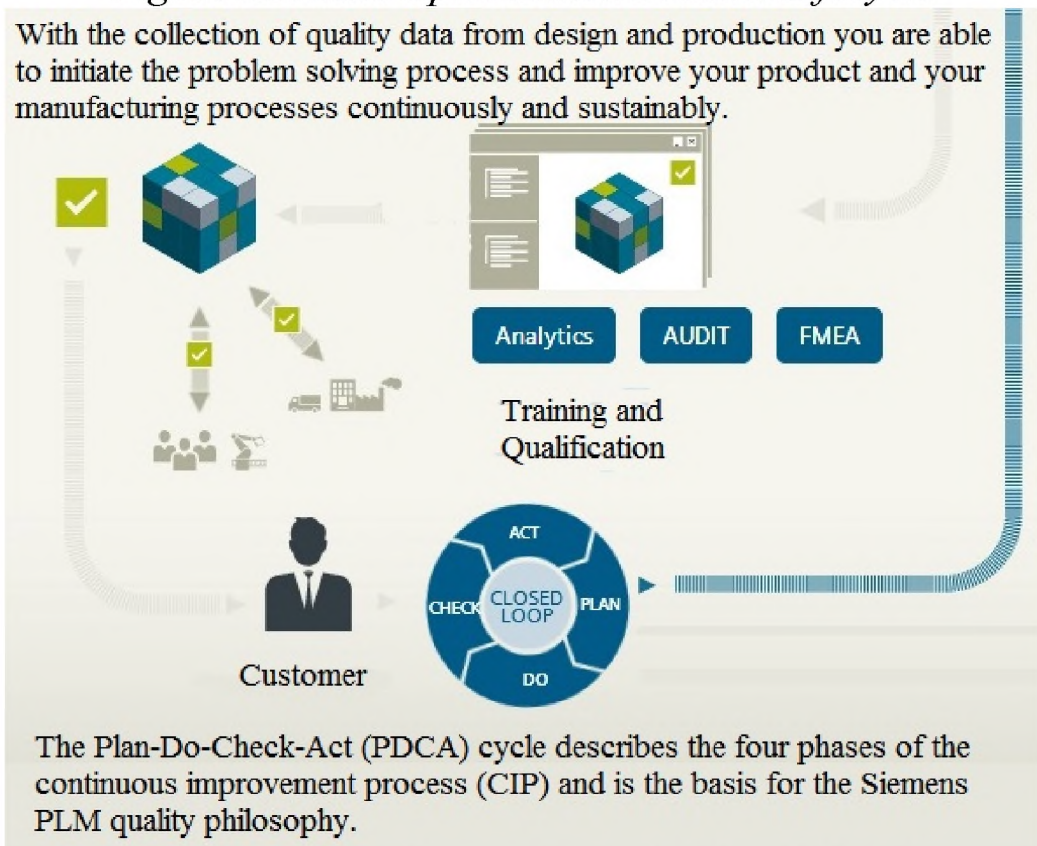 With the collection of quality data from design and production you are able
to initiate the problem solving process and improve your product and your
manufacturing processes continuously and sustainably.
Analytics
AUDIT
FMEA
Training and
Qualification
ACT
CHECK
CLOSED
LOOP
PLAN
DO
Customer
The Plan-Do-Check-Act (PDCA) cycle describes the four phases of the
continuous improvement process (CIP) and is the basis for the Siemens
PLM quality philosophy.